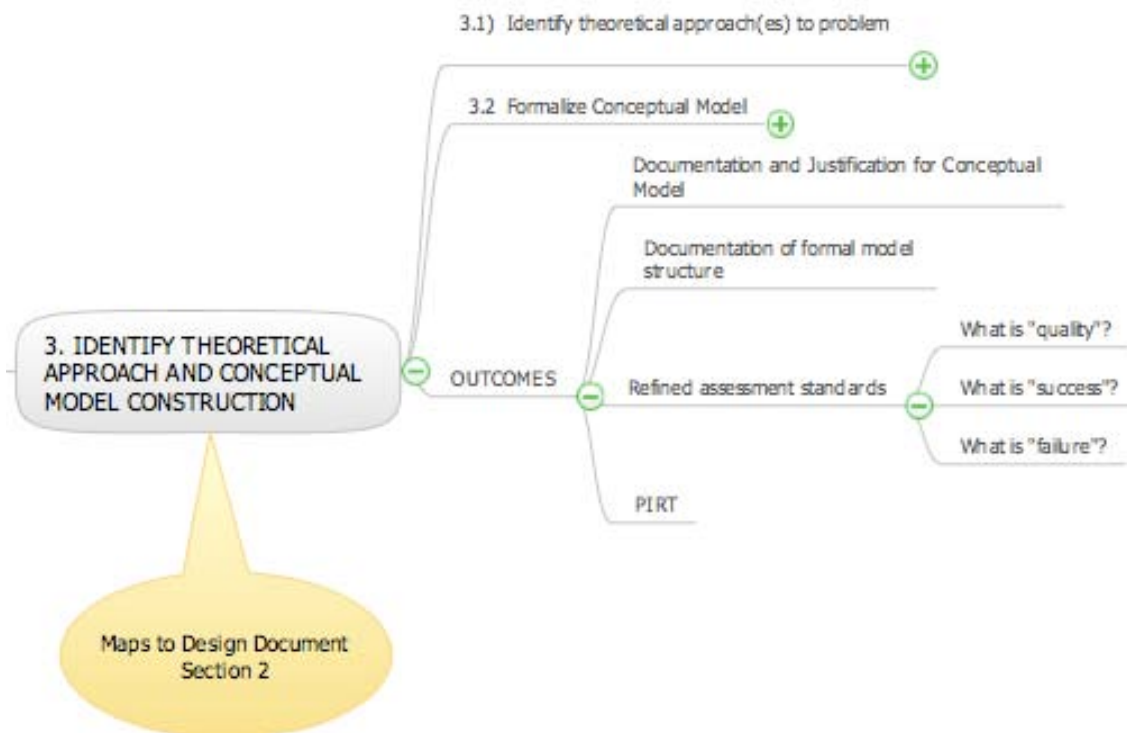 3.1) Identify theoretical approach(es) to problem
3.2 Formalize Conceptual Model
Documentation and Justification for Conceptual
Model
Documentation of formal model
structure
3. IDENTIFY THEORETICAL
APPROACH AND CONCEPTUAL
MODEL CONSTRUCTION
OUTCOMES
Refined assessment standards
What is "quality"?
What is "success"?
What is "failure"?
PIRT
Maps to Design Document
Section 2